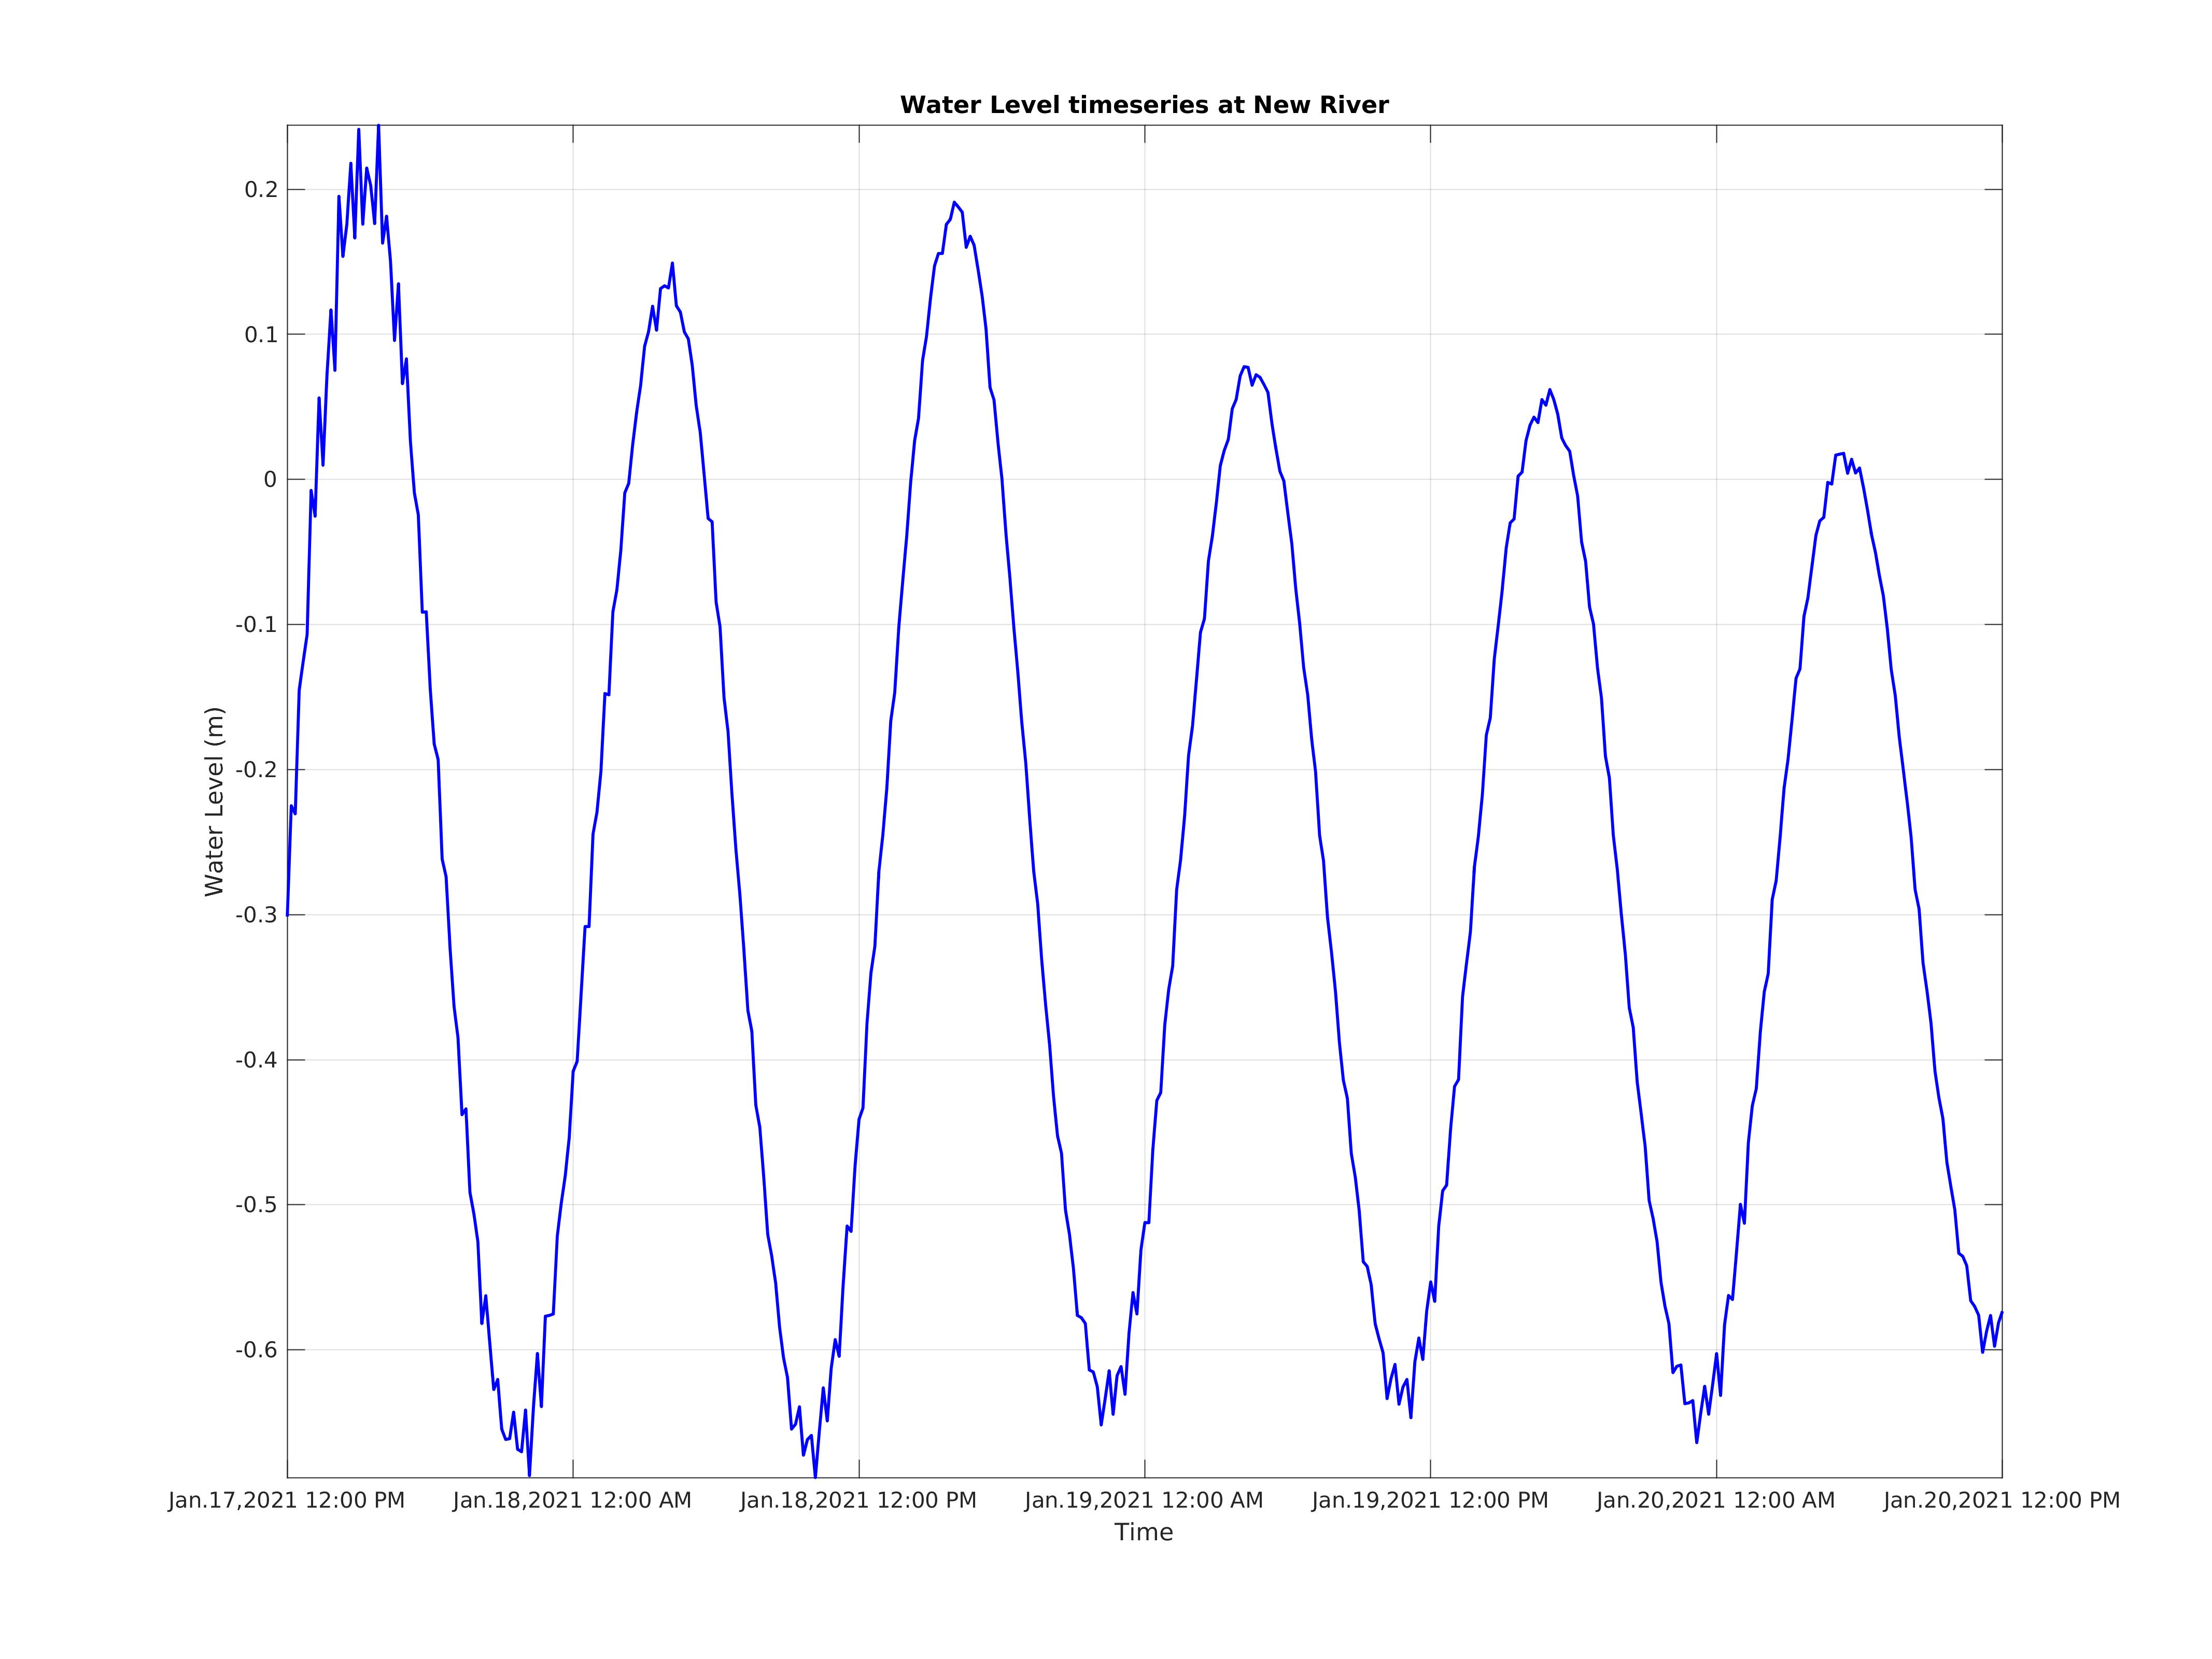 Water Level timeseries at New River
0.2
0.1
0
-0.1
-0.2
-0.3
-0.4
-0.5
-0.6
Water Level (m)
Jan.17,2021 12:00 PM
Jan.18,2021 12:00 AM
Jan.18,2021 12:00 PM
Jan.19,2021 12:00 AM
Jan.19,2021 12:00 PM
Jan.20,2021 12:00 AM
Jan.20,2021 12:00 PM
Time